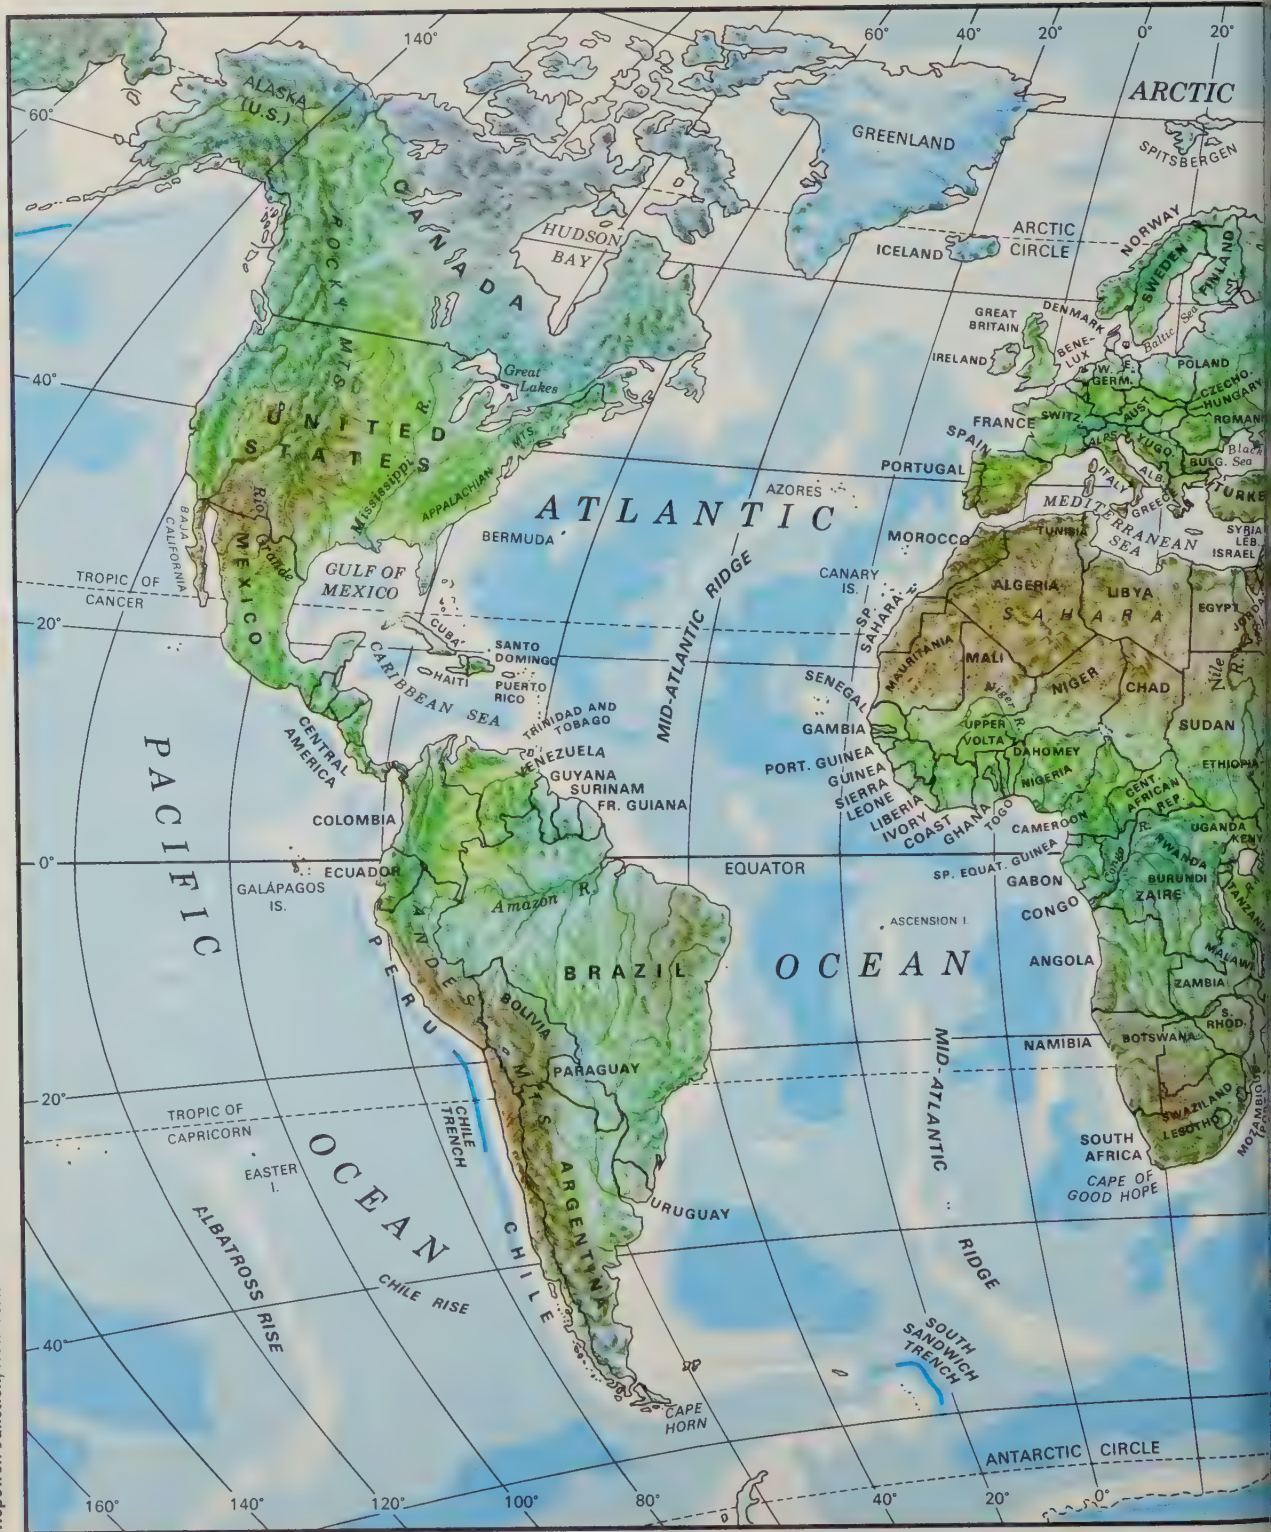 140°
60°
40°
20°
0°
20°
ARCTIC
ALASKA
(U.S.)
60°
GREENLAND
SPITSBERGEN
CANADA
HUDSON
BAY
ICELAND
ARCTIC
CIRCLE
NORWAY
SWEDEN
FINLAND
ROCKY MTS.
GREAT
BRITAIN
DENMARK
Baltic Sea
IRELAND
BENE-
LUX
W.
GERM.
E.
POLAND
CZECHO.
HUNGARY
40°
Great
Lakes
UNITED
STATES
Mississippi R.
APPALACHIAN MTS.
FRANCE
SWITZ.
AUST.
ROMAN
SPAIN
ALPS
YUGO.
Black
Sea
BULG.
PORTUGAL
ITALY
ALB.
GREECE
TURKE
AZORES
MEDITERRANEAN
SEA
ATLANTIC
BERMUDA
MOROCCO
TUNISIA
SYRIA
LEB.
ISRAEL
Rio Grande
BAJA
CALIFORNIA
MEXICO
GULF OF
MEXICO
TROPIC OF
CANCER
CANARY
IS.
ALGERIA
LIBYA
EGYPT
JORDA
SAHARA
SP.
SAHARA
20°
CUBA
SANTO
DOMINGO
HAITI
PUERTO
RICO
CARIBBEAN SEA
MID-ATLANTIC RIDGE
MAURITANIA
MALI
NIGER
CHAD
Niger R.
Nile
R.
SENEGAL
TRINIDAD AND
TOBAGO
GAMBIA
UPPER
VOLTA
DAHOMEY
SUDAN
CENTRAL
AMERICA
VENEZUELA
GUYANA
SURINAM
FR. GUIANA
PORT. GUINEA
GUINEA
SIERRA
LEONE
LIBERIA
IVORY
COAST
GHANA
TOGO
NIGERIA
ETHIOPIA
CENT.
AFRICAN
REP.
CAMEROON
PACIFIC
COLOMBIA
UGANDA
KENY
0°
ECUADOR
EQUATOR
SP. EQUAT. GUINEA
GABON
Congo R.
RWANDA
BURUNDI
ZAIRE
TANZANI
GALÁPAGOS
IS.
Amazon R.
CONGO
ASCENSION I.
PERU
ANDES MTS.
BRAZIL
OCEAN
ANGOLA
MALAWI
ZAMBIA
BOLIVIA
S.
RHOD.
NAMIBIA
BOTSWANA
PARAGUAY
20°
TROPIC OF
CAPRICORN
CHILE
TRENCH
MID-ATLANTIC
RIDGE
SWAZILAND
LESOTHO
MOZAMBIQUE
SOUTH
AFRICA
CAPE OF
GOOD HOPE
EASTER
I.
OCEAN
ARGENTINA
URUGUAY
ALBATROSS RISE
CHILE RISE
CHILE
40°
SOUTH
SANDWICH
TRENCH
CAPE
HORN
ANTARCTIC CIRCLE
160°
140°
120°
100°
80°
40°
20°
0°